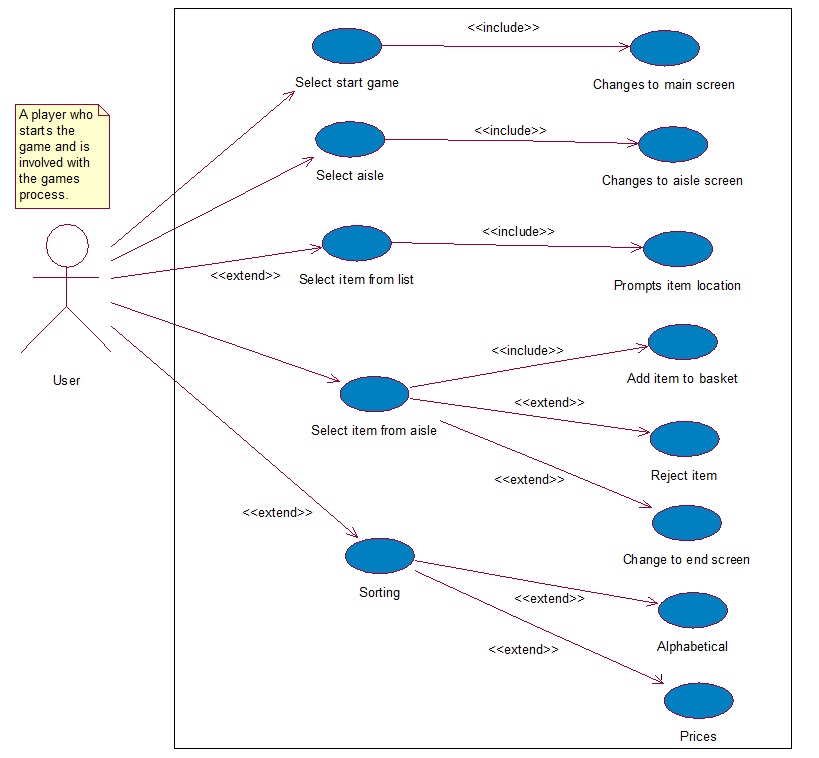 <<include>>
Select start game
Changes to main screen
A player who
starts the
game and is
involved with
the games
process.
<<include>>
Select aisle
Changes to aisle screen
<<include>>
<<extend>>
Select item from list
Prompts item location
<<include>>
User
Add item to basket
<<extend>>
Select item from aisle
Reject item
<<extend>>
<<extend>>
Change to end screen
Sorting
<<extend>>
Alphabetical
<<extend>>
Prices